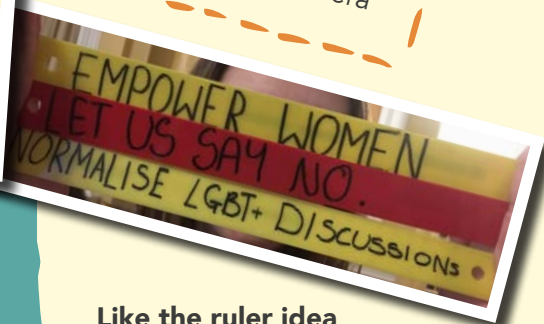 EMPOWER WOMEN
LET US SAY NO.
NORMALISE LGBT+ DISCUSSIONS
Like the ruler idea